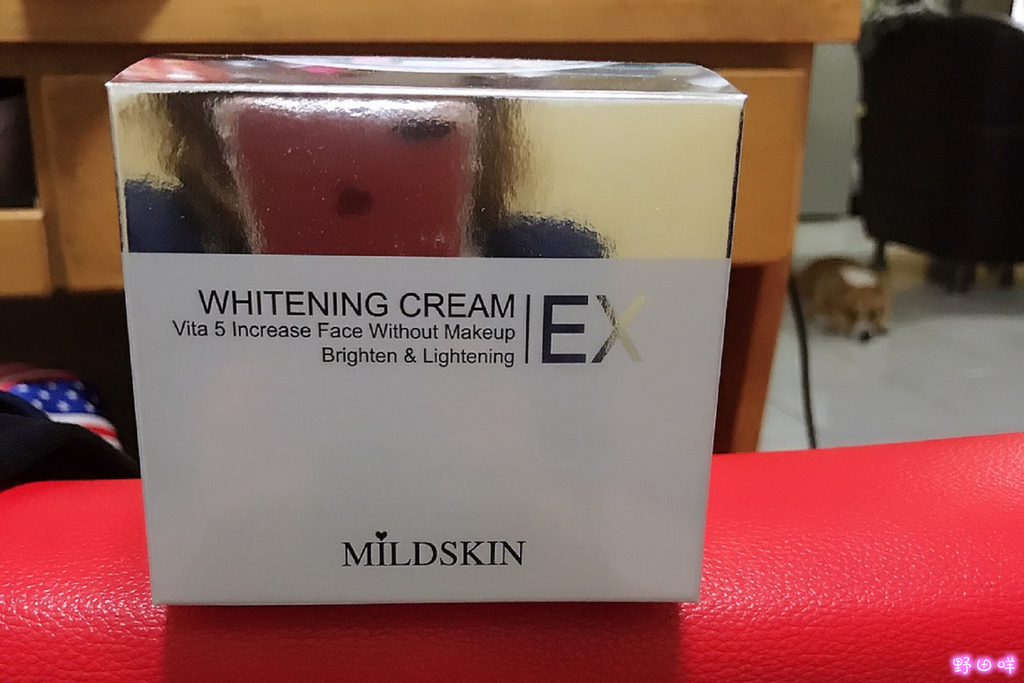 WHITENING CREAM
Vita 5 Increase Face Without Makeup
Brighten & Lightening
EX
MiLDSKIN
野田咩